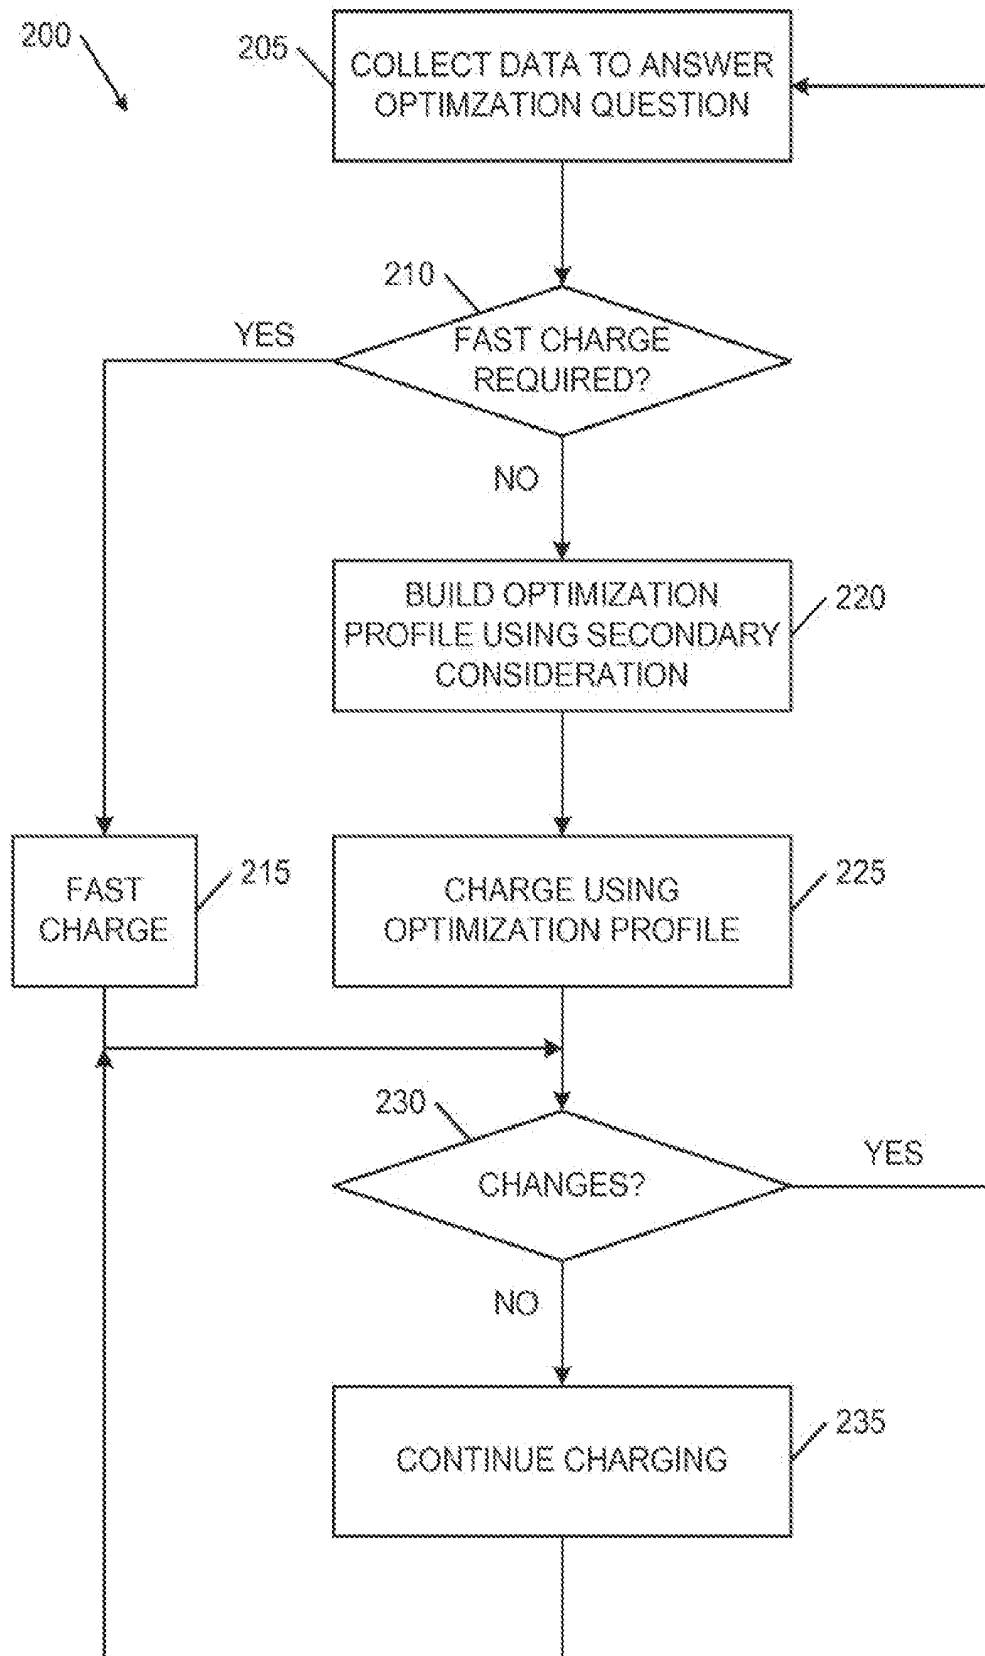 200
205
COLLECT DATA TO ANSWER
OPTIMZATION QUESTION
210
YES
FAST CHARGE
REQUIRED?
NO
BUILD OPTIMIZATION
PROFILE USING SECONDARY
CONSIDERATION
220
FAST
CHARGE
215
CHARGE USING
OPTIMIZATION PROFILE
225
230
CHANGES?
YES
NO
CONTINUE CHARGING
235